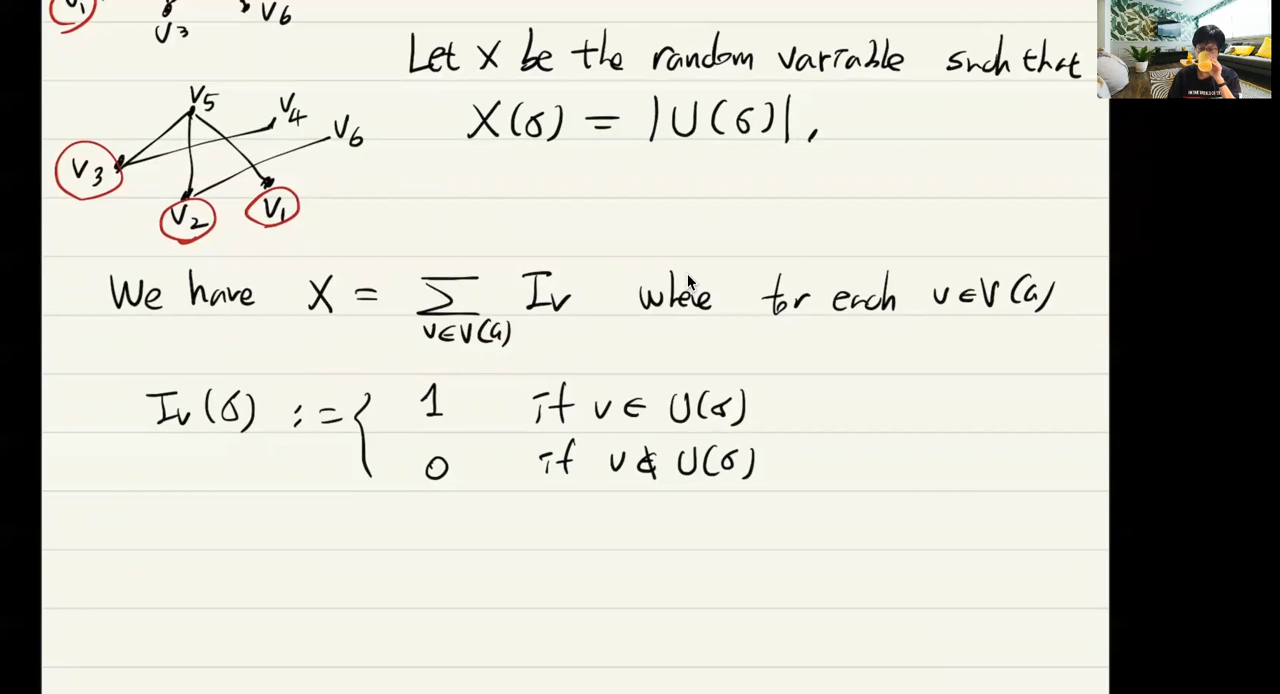 V₁ V₃ V₆
Let X be the random variable such that
X(σ) = |U(σ)|,
V₅ V₄ V₆
V₃ V₂ V₁
We have X = ∑ Iᵥ where for each v∈V(G)
v∈V(G)
Iᵥ(σ) := { 1 if v ∈ U(σ)
0 if v ∉ U(σ)